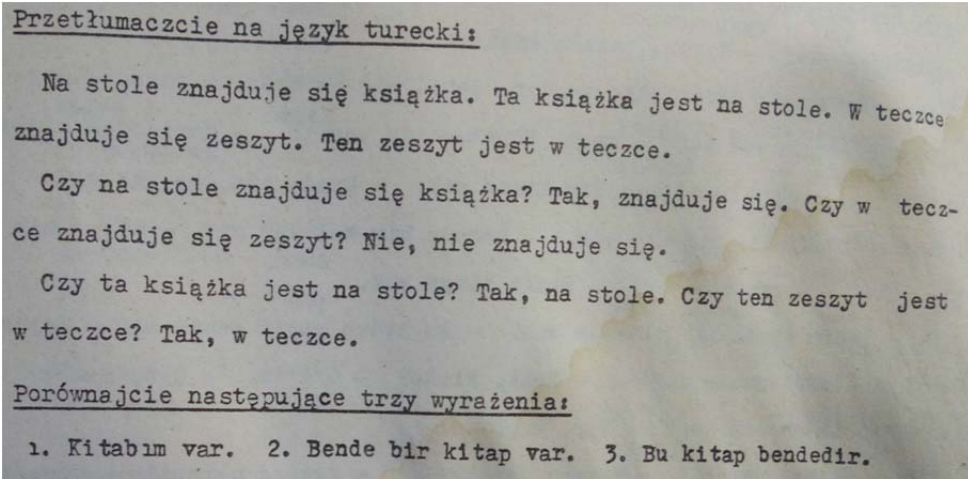 Przetłumaczcie na język turecki:
Na stole znajduje się książka. Ta książka jest na stole. W teczce
znajduje się zeszyt. Ten zeszyt jest w teczce.
Czy na stole znajduje się książka? Tak, znajduje się. Czy w tecz-
ce znajduje się zeszyt? Nie, nie znajduje się.
Czy ta książka jest na stole? Tak, na stole. Czy ten zeszyt jest
w teczce? Tak, w teczce.
Porównajcie następujące trzy wyrażenia:
1. Kitabım var. 2. Bende bir kitap var. 3. Bu kitap bendedir.